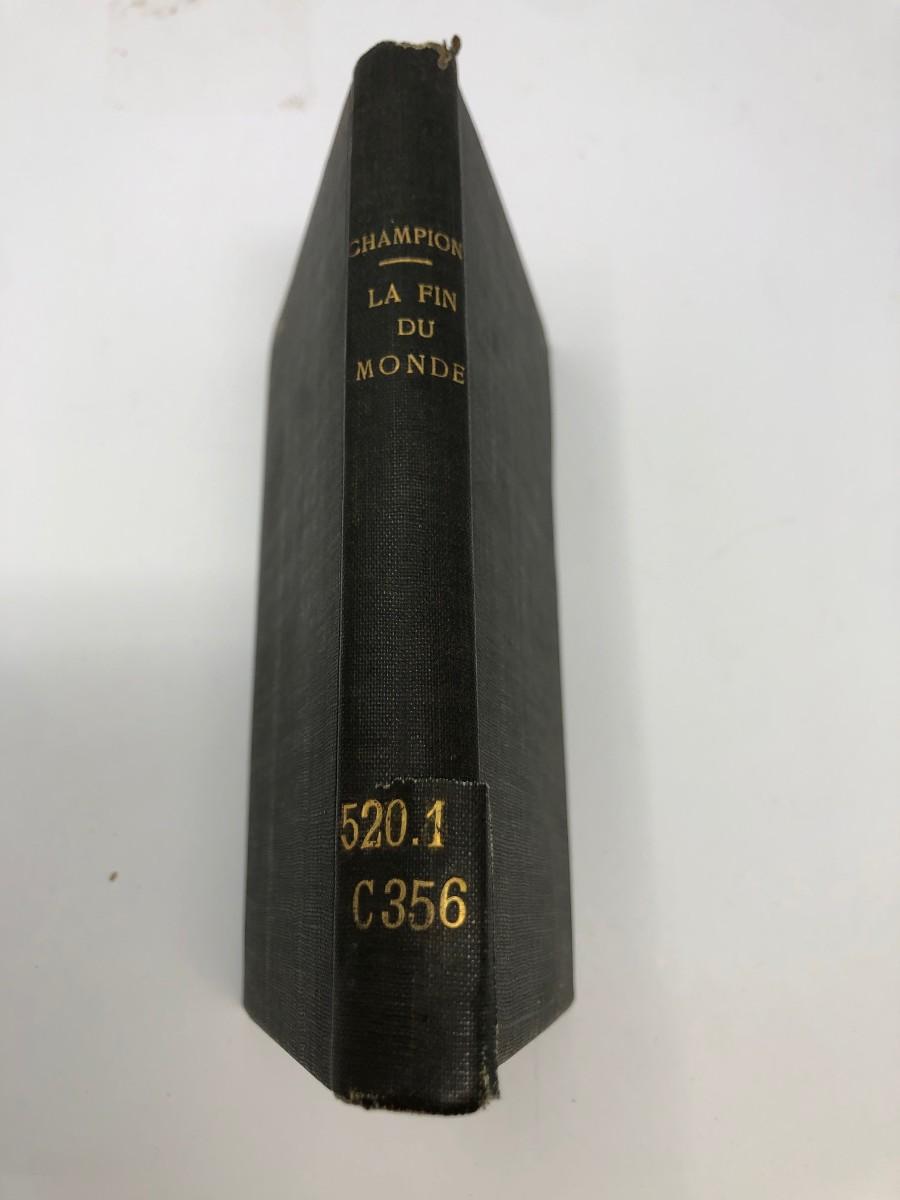 CHAMPION
LA FIN
DU
MONDE
520.1
C356